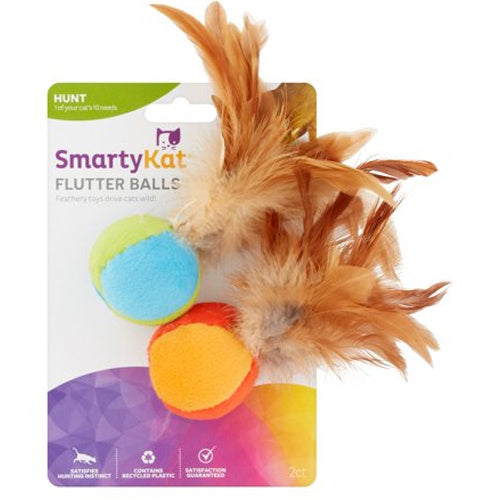 HUNT
1 of your cat's 10 needs
SmartyKat
FLUTTER BALLS
Feathery toys drive cats wild!
SATISFIES
HUNTING INSTINCT
CONTAINS
RECYCLED PLASTIC
SATISFACTION
GUARANTEED
2ct